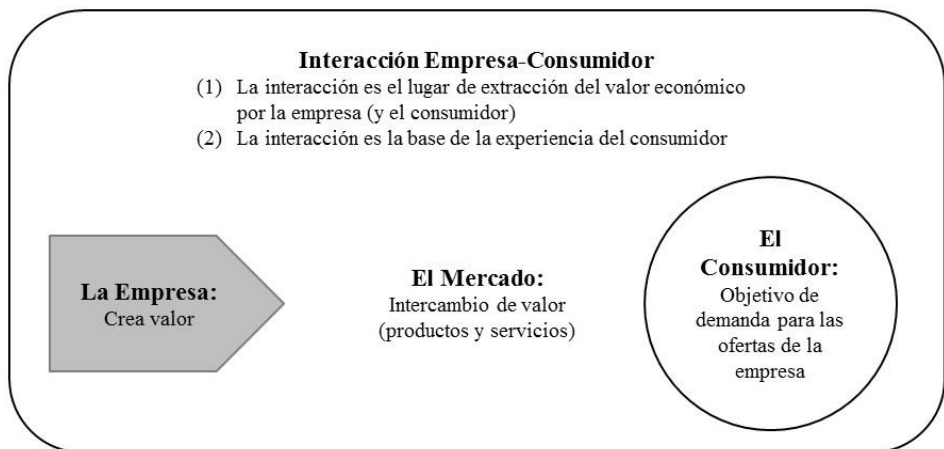 Interacción Empresa-Consumidor
(1) La interacción es el lugar de extracción del valor económico
por la empresa (y el consumidor)
(2) La interacción es la base de la experiencia del consumidor
La Empresa:
Crea valor
El Mercado:
Intercambio de valor
(productos y servicios)
El
Consumidor:
Objetivo de
demanda para las
ofertas de la
empresa